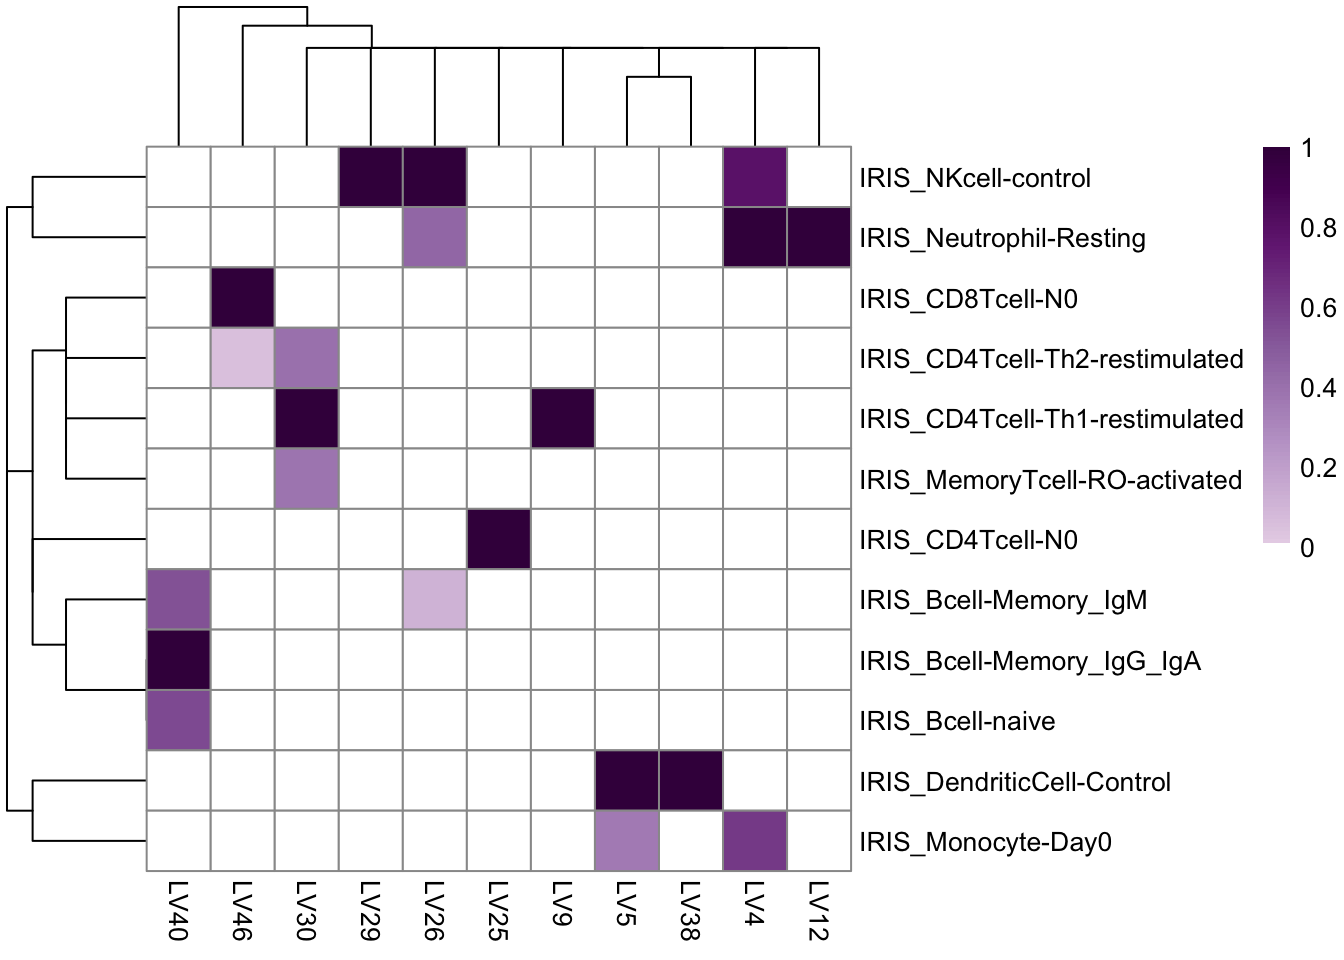 IRIS_NKcell-control
IRIS_Neutrophil-Resting
IRIS_CD8Tcell-N0
IRIS_CD4Tcell-Th2-restimulated
IRIS_CD4Tcell-Th1-restimulated
IRIS_MemoryTcell-RO-activated
IRIS_CD4Tcell-N0
IRIS_Bcell-Memory_IgM
IRIS_Bcell-Memory_IgG_IgA
IRIS_Bcell-naive
IRIS_DendriticCell-Control
IRIS_Monocyte-Day0
1
0.8
0.6
0.4
0.2
0
LV40
LV46
LV30
LV29
LV26
LV25
LV9
LV5
LV38
LV4
LV12